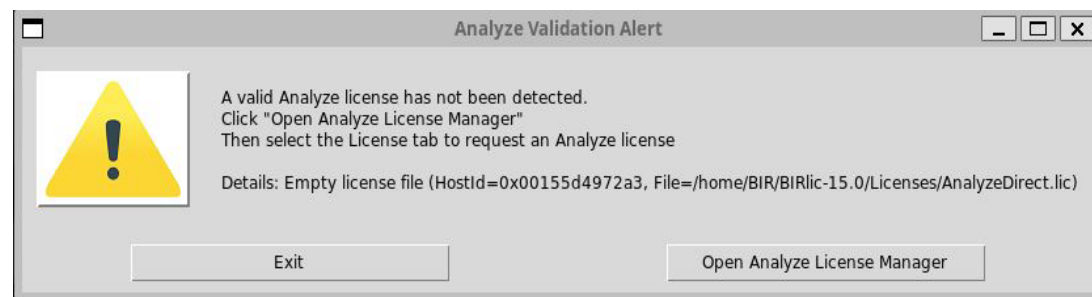 Analyze Validation Alert
A valid Analyze license has not been detected.
Click "Open Analyze License Manager"
Then select the License tab to request an Analyze license
Details: Empty license file (HostId=0x00155d4972a3, File=/home/BIR/BIRlic-15.0/Licenses/AnalyzeDirect.lic)
Exit
Open Analyze License Manager